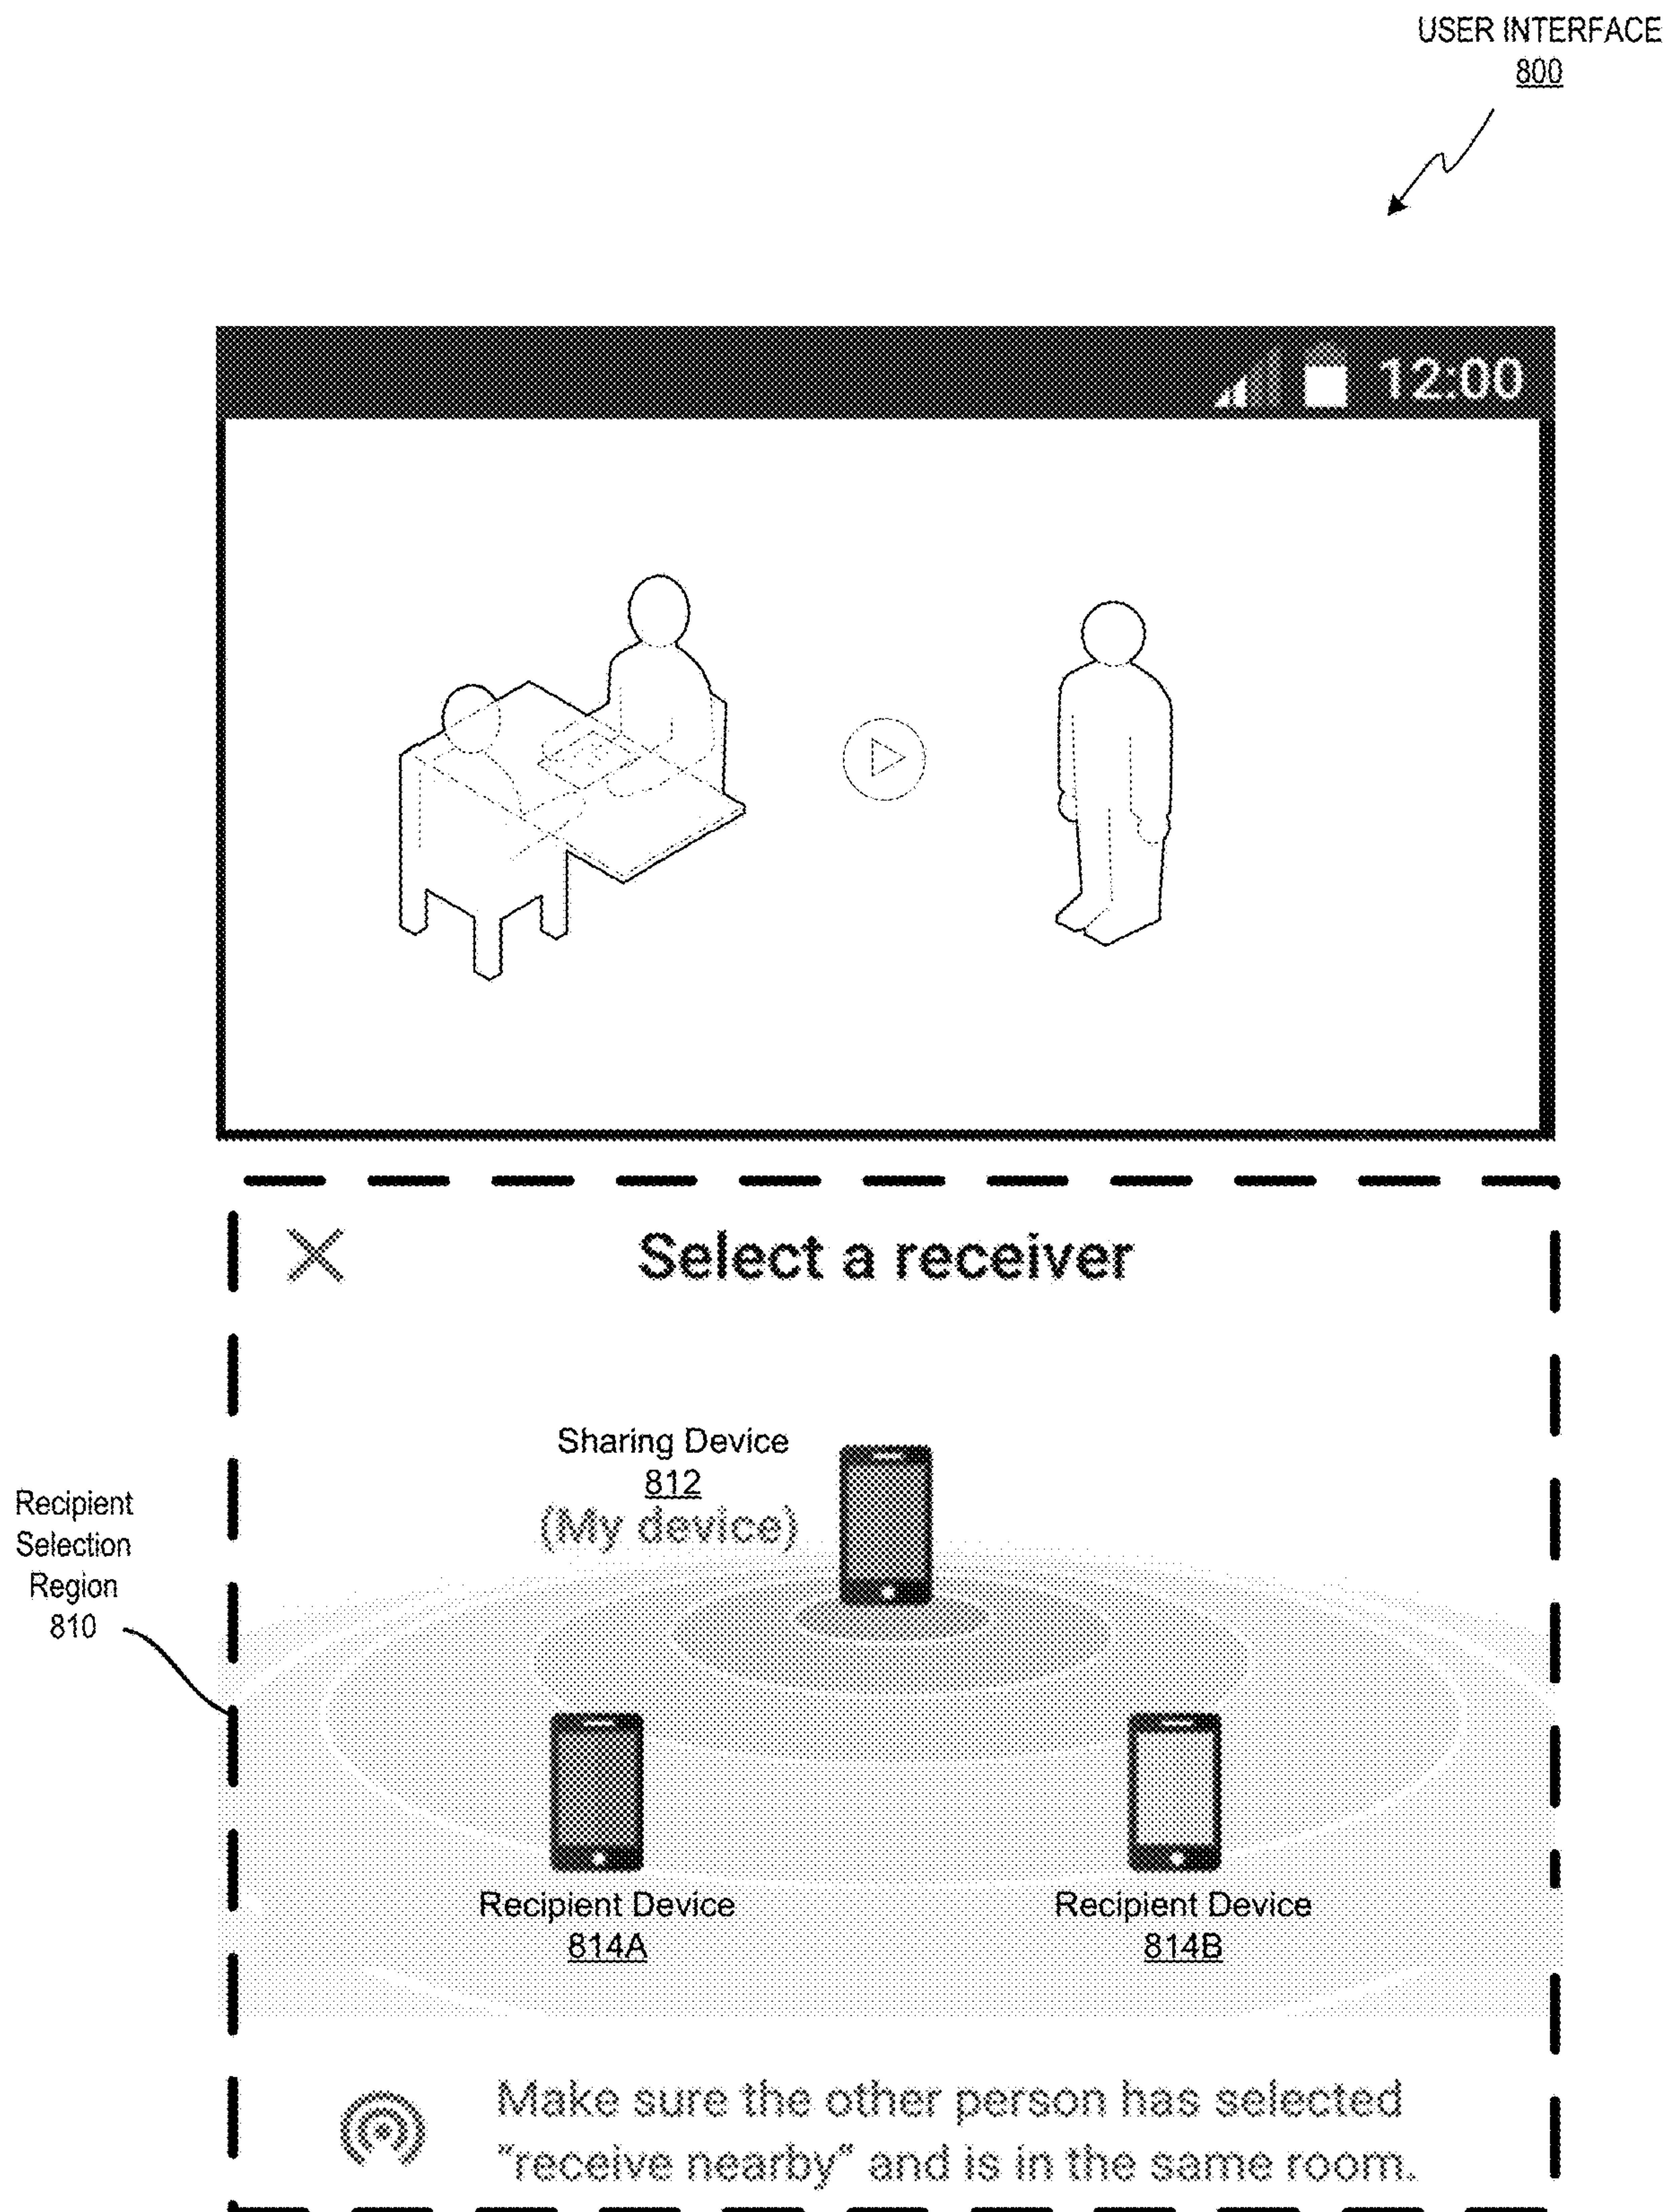 USER INTERFACE
800
12:00
Select a receiver
Sharing Device
812
(My device)
Recipient
Selection
Region
810
Recipient Device
814A
Recipient Device
814B
Make sure the other person has selected
"receive nearby" and is in the same room.